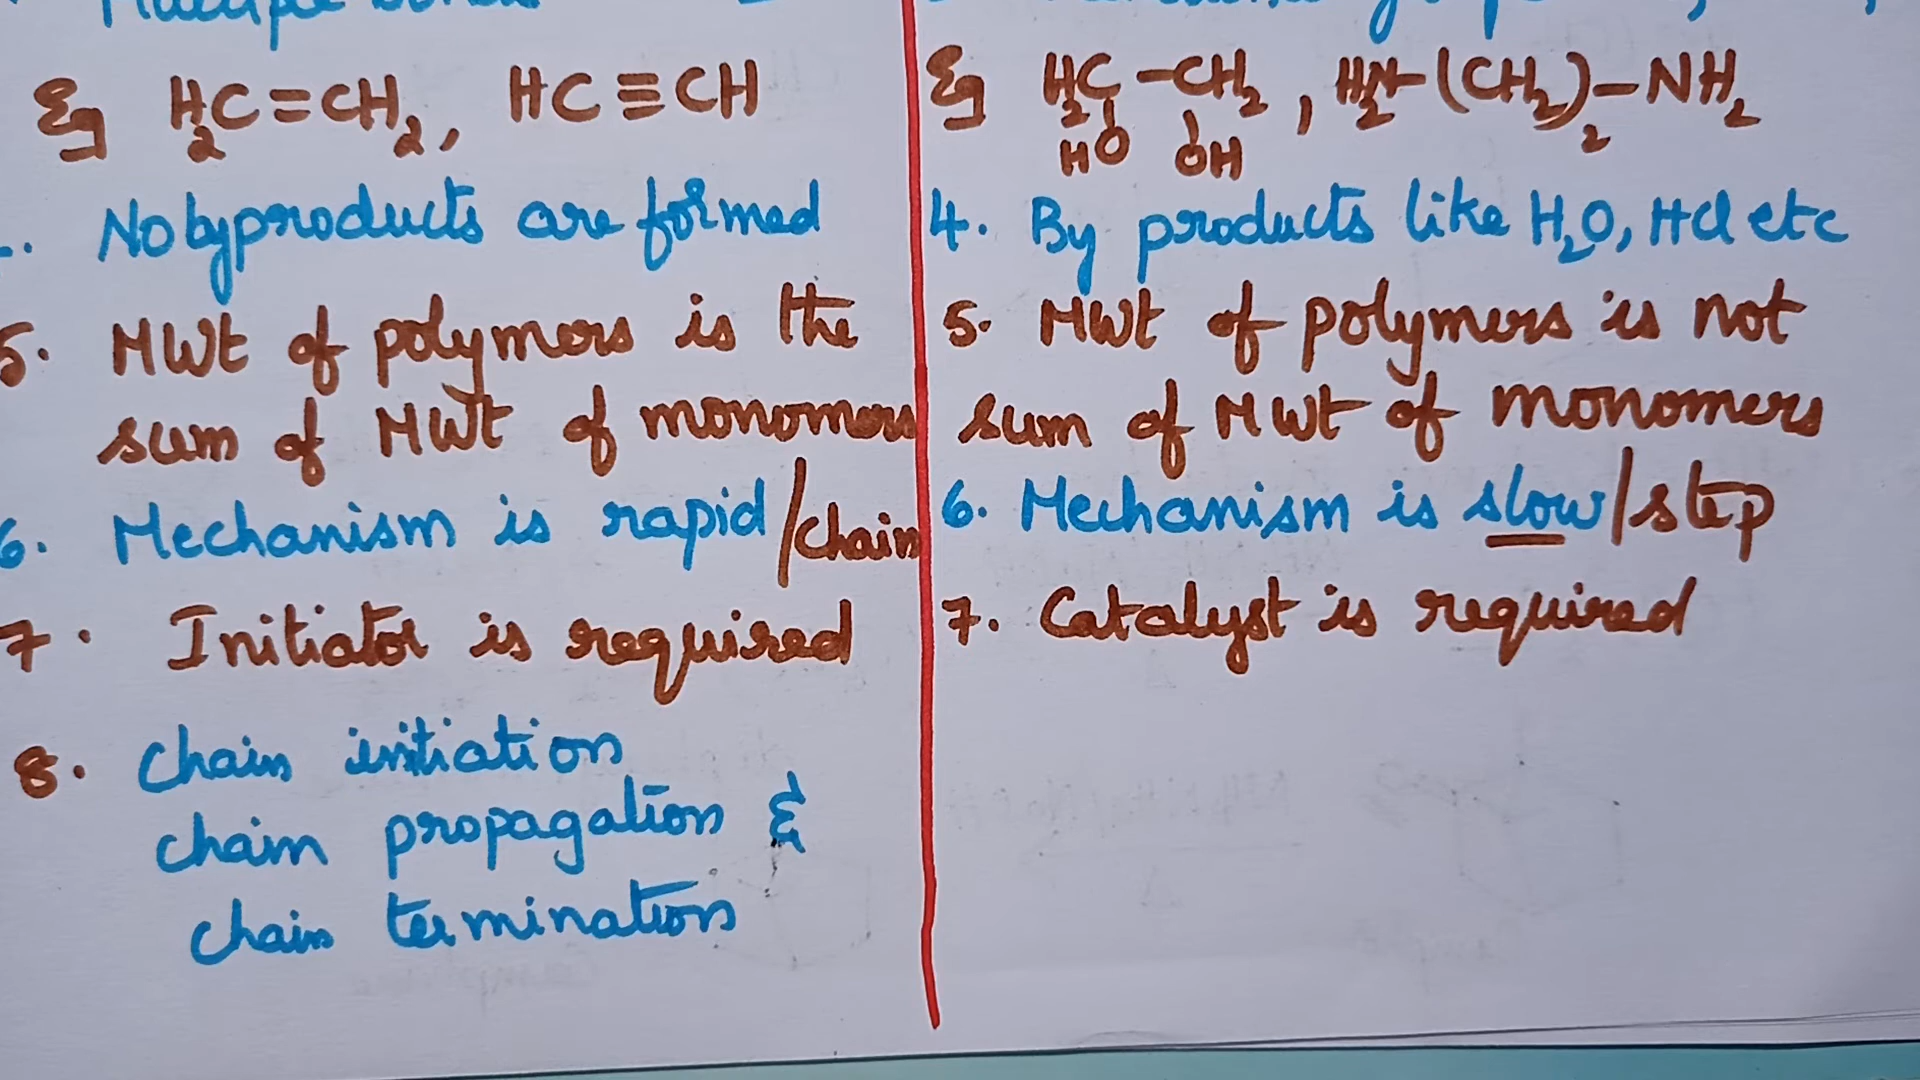 Multiple bonds
Eg H₂C=CH₂, HC≡CH
No byproducts are formed
5. MWt of polymers is the
sum of MWt of monomers
6. Mechanism is rapid/chain
7. Initiator is required
8. chain initiation
chain propagation &
chain termination
Eg H₂C-CH₂, H₂N-(CH₂)₂-NH₂
HO OH
4. By products like H₂O, HCl etc
5. MWt of polymers is not
sum of MWt of monomers
6. Mechanism is slow/step
7. Catalyst is required